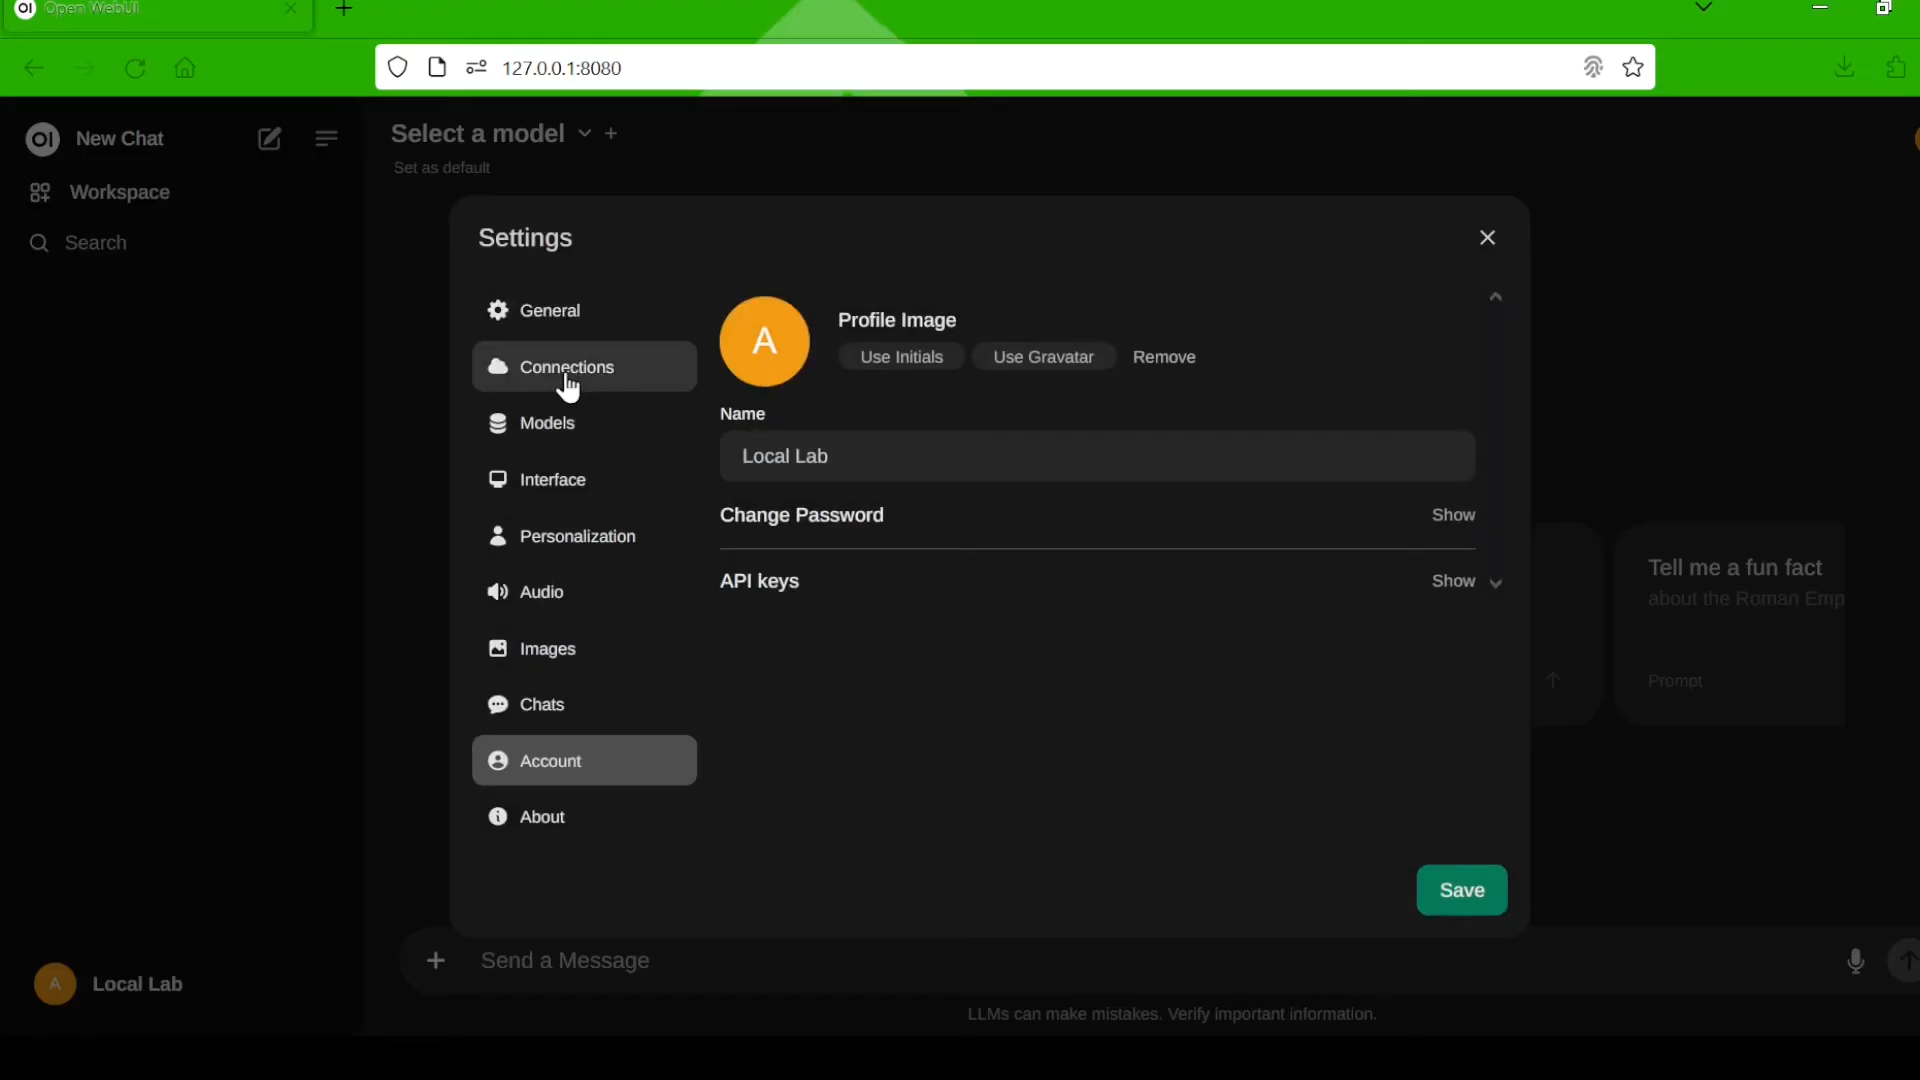 OI Open WebUI
127.0.0.1:8080
OI New Chat
Workspace
Search
Select a model
Set as default
Settings
General
Connections
Models
Interface
Personalization
Audio
Images
Chats
Account
About
A
Profile Image
Use Initials Use Gravatar Remove
Name
Local Lab
Change Password Show
API keys Show
Save
Tell me a fun fact
about the Roman Emp
Prompt
Send a Message
A Local Lab
LLMs can make mistakes. Verify important information.